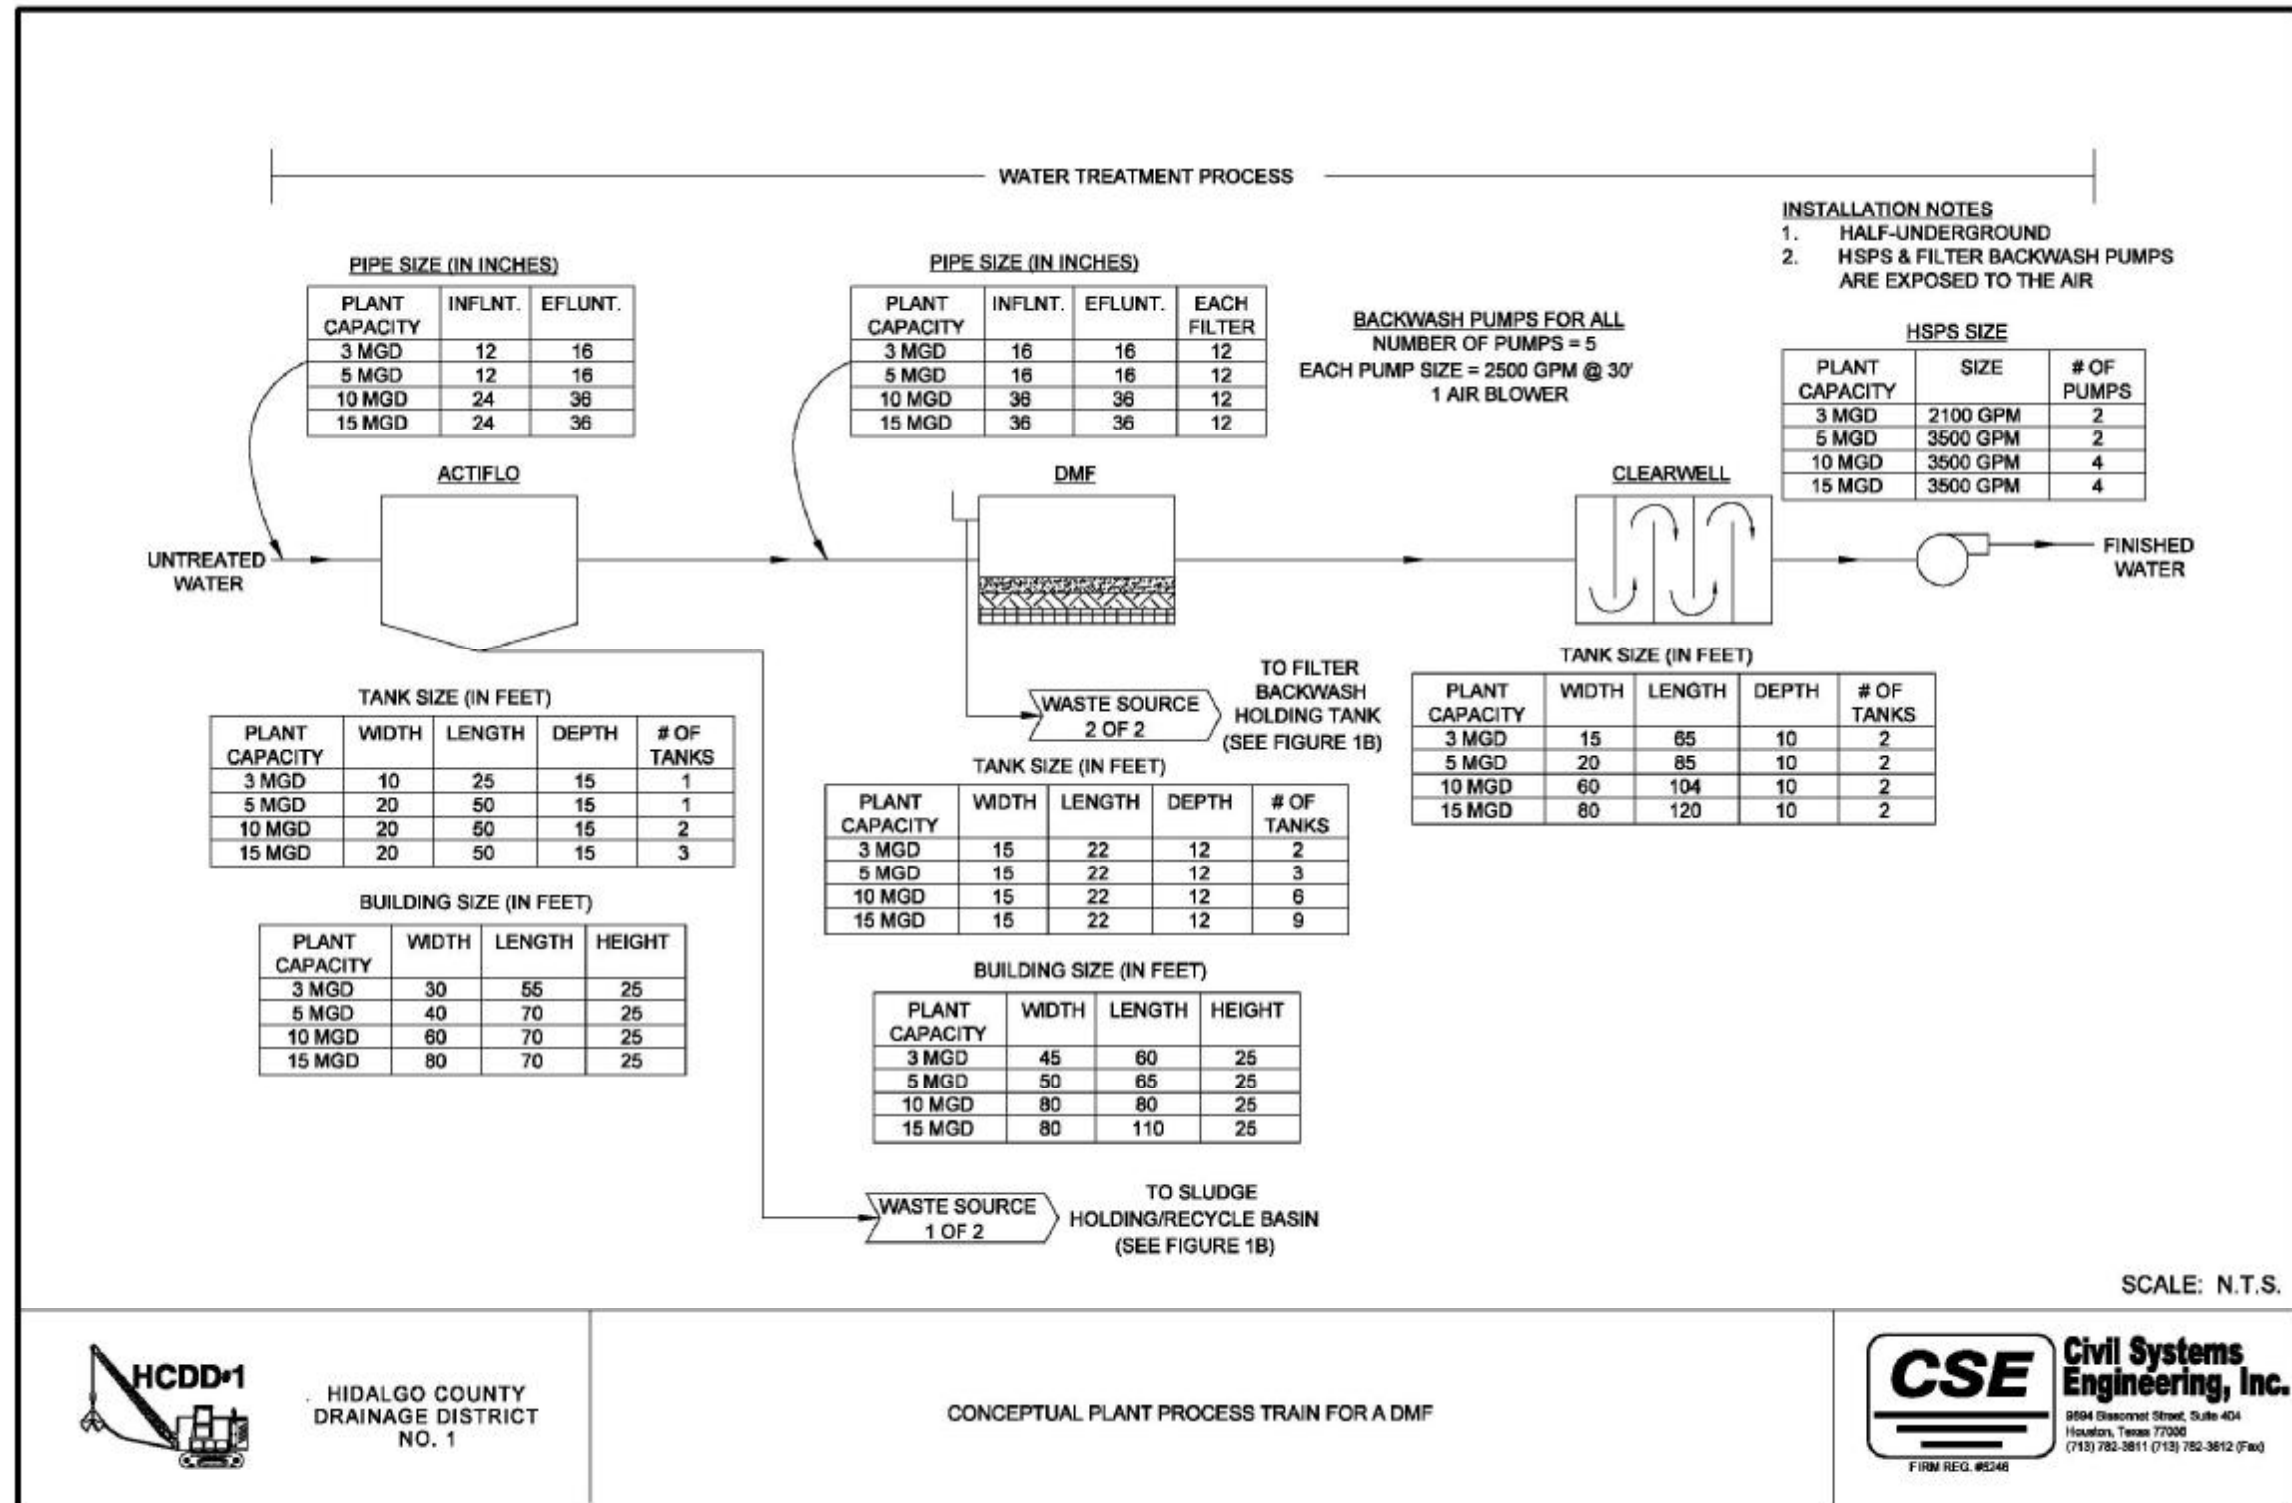 WATER TREATMENT PROCESS
INSTALLATION NOTES
1. HALF-UNDERGROUND
2. HSPS & FILTER BACKWASH PUMPS
ARE EXPOSED TO THE AIR
PIPE SIZE (IN INCHES)
PLANT CAPACITY INFLNT. EFLUNT.
3 MGD 12 16
5 MGD 12 16
10 MGD 24 36
15 MGD 24 36
PIPE SIZE (IN INCHES)
PLANT CAPACITY INFLNT. EFLUNT. EACH FILTER
3 MGD 16 16 12
5 MGD 16 16 12
10 MGD 36 36 12
15 MGD 36 36 12
BACKWASH PUMPS FOR ALL
NUMBER OF PUMPS = 5
EACH PUMP SIZE = 2500 GPM @ 30'
1 AIR BLOWER
HSPS SIZE
PLANT CAPACITY SIZE # OF PUMPS
3 MGD 2100 GPM 2
5 MGD 3500 GPM 2
10 MGD 3500 GPM 4
15 MGD 3500 GPM 4
ACTIFLO
DMF
CLEARWELL
UNTREATED
WATER
FINISHED
WATER
TANK SIZE (IN FEET)
PLANT CAPACITY WIDTH LENGTH DEPTH # OF TANKS
3 MGD 10 25 15 1
5 MGD 20 50 15 1
10 MGD 20 50 15 2
15 MGD 20 50 15 3
BUILDING SIZE (IN FEET)
PLANT CAPACITY WIDTH LENGTH HEIGHT
3 MGD 30 55 25
5 MGD 40 70 25
10 MGD 60 70 25
15 MGD 80 70 25
WASTE SOURCE
2 OF 2
TO FILTER
BACKWASH
HOLDING TANK
(SEE FIGURE 1B)
TANK SIZE (IN FEET)
PLANT CAPACITY WIDTH LENGTH DEPTH # OF TANKS
3 MGD 15 22 12 2
5 MGD 15 22 12 3
10 MGD 15 22 12 6
15 MGD 15 22 12 9
BUILDING SIZE (IN FEET)
PLANT CAPACITY WIDTH LENGTH HEIGHT
3 MGD 45 60 25
5 MGD 50 65 25
10 MGD 80 80 25
15 MGD 80 110 25
TANK SIZE (IN FEET)
PLANT CAPACITY WIDTH LENGTH DEPTH # OF TANKS
3 MGD 15 65 10 2
5 MGD 20 85 10 2
10 MGD 60 104 10 2
15 MGD 80 120 10 2
WASTE SOURCE
1 OF 2
TO SLUDGE
HOLDING/RECYCLE BASIN
(SEE FIGURE 1B)
SCALE: N.T.S.
HCDD#1
HIDALGO COUNTY
DRAINAGE DISTRICT
NO. 1
CONCEPTUAL PLANT PROCESS TRAIN FOR A DMF
CSE
FIRM REG.
Civil Systems
Engineering, Inc.
Bissonnet Street, Suite 404
Houston, Texas
(713) 782-3811 (713) 782-3812 (Fax)